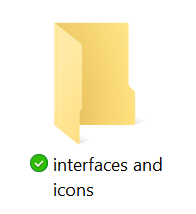 interfaces and
icons